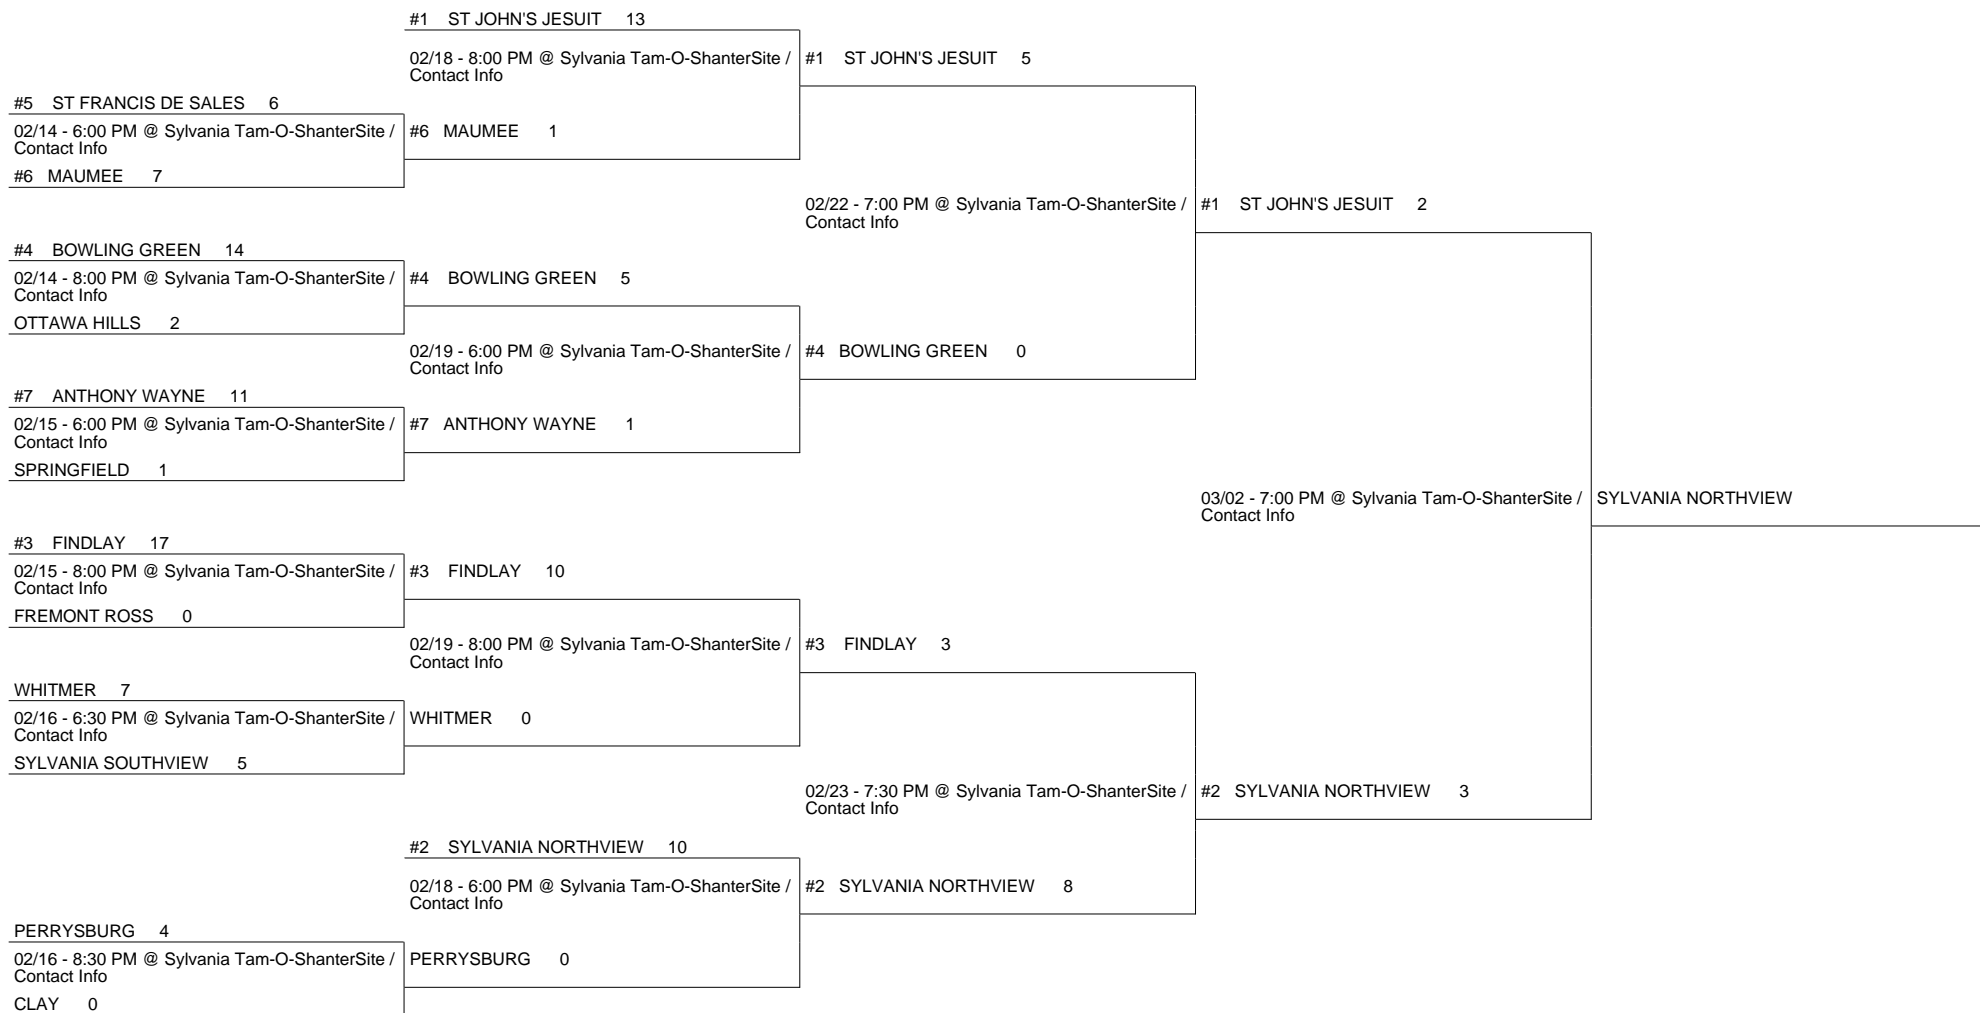 #1 ST JOHN'S JESUIT 13
02/18 - 8:00 PM @ Sylvania Tam-O-ShanterSite /
Contact Info
#1 ST JOHN'S JESUIT 5
#5 ST FRANCIS DE SALES 6
02/14 - 6:00 PM @ Sylvania Tam-O-ShanterSite /
Contact Info
#6 MAUMEE 1
#6 MAUMEE 7
02/22 - 7:00 PM @ Sylvania Tam-O-ShanterSite /
Contact Info
#1 ST JOHN'S JESUIT 2
#4 BOWLING GREEN 14
02/14 - 8:00 PM @ Sylvania Tam-O-ShanterSite /
Contact Info
#4 BOWLING GREEN 5
OTTAWA HILLS 2
02/19 - 6:00 PM @ Sylvania Tam-O-ShanterSite /
Contact Info
#4 BOWLING GREEN 0
#7 ANTHONY WAYNE 11
02/15 - 6:00 PM @ Sylvania Tam-O-ShanterSite /
Contact Info
#7 ANTHONY WAYNE 1
SPRINGFIELD 1
03/02 - 7:00 PM @ Sylvania Tam-O-ShanterSite /
Contact Info
SYLVANIA NORTHVIEW
#3 FINDLAY 17
02/15 - 8:00 PM @ Sylvania Tam-O-ShanterSite /
Contact Info
#3 FINDLAY 10
FREMONT ROSS 0
02/19 - 8:00 PM @ Sylvania Tam-O-ShanterSite /
Contact Info
#3 FINDLAY 3
WHITMER 7
02/16 - 6:30 PM @ Sylvania Tam-O-ShanterSite /
Contact Info
WHITMER 0
SYLVANIA SOUTHVIEW 5
02/23 - 7:30 PM @ Sylvania Tam-O-ShanterSite /
Contact Info
#2 SYLVANIA NORTHVIEW 3
#2 SYLVANIA NORTHVIEW 10
02/18 - 6:00 PM @ Sylvania Tam-O-ShanterSite /
Contact Info
#2 SYLVANIA NORTHVIEW 8
PERRYSBURG 4
02/16 - 8:30 PM @ Sylvania Tam-O-ShanterSite /
Contact Info
PERRYSBURG 0
CLAY 0